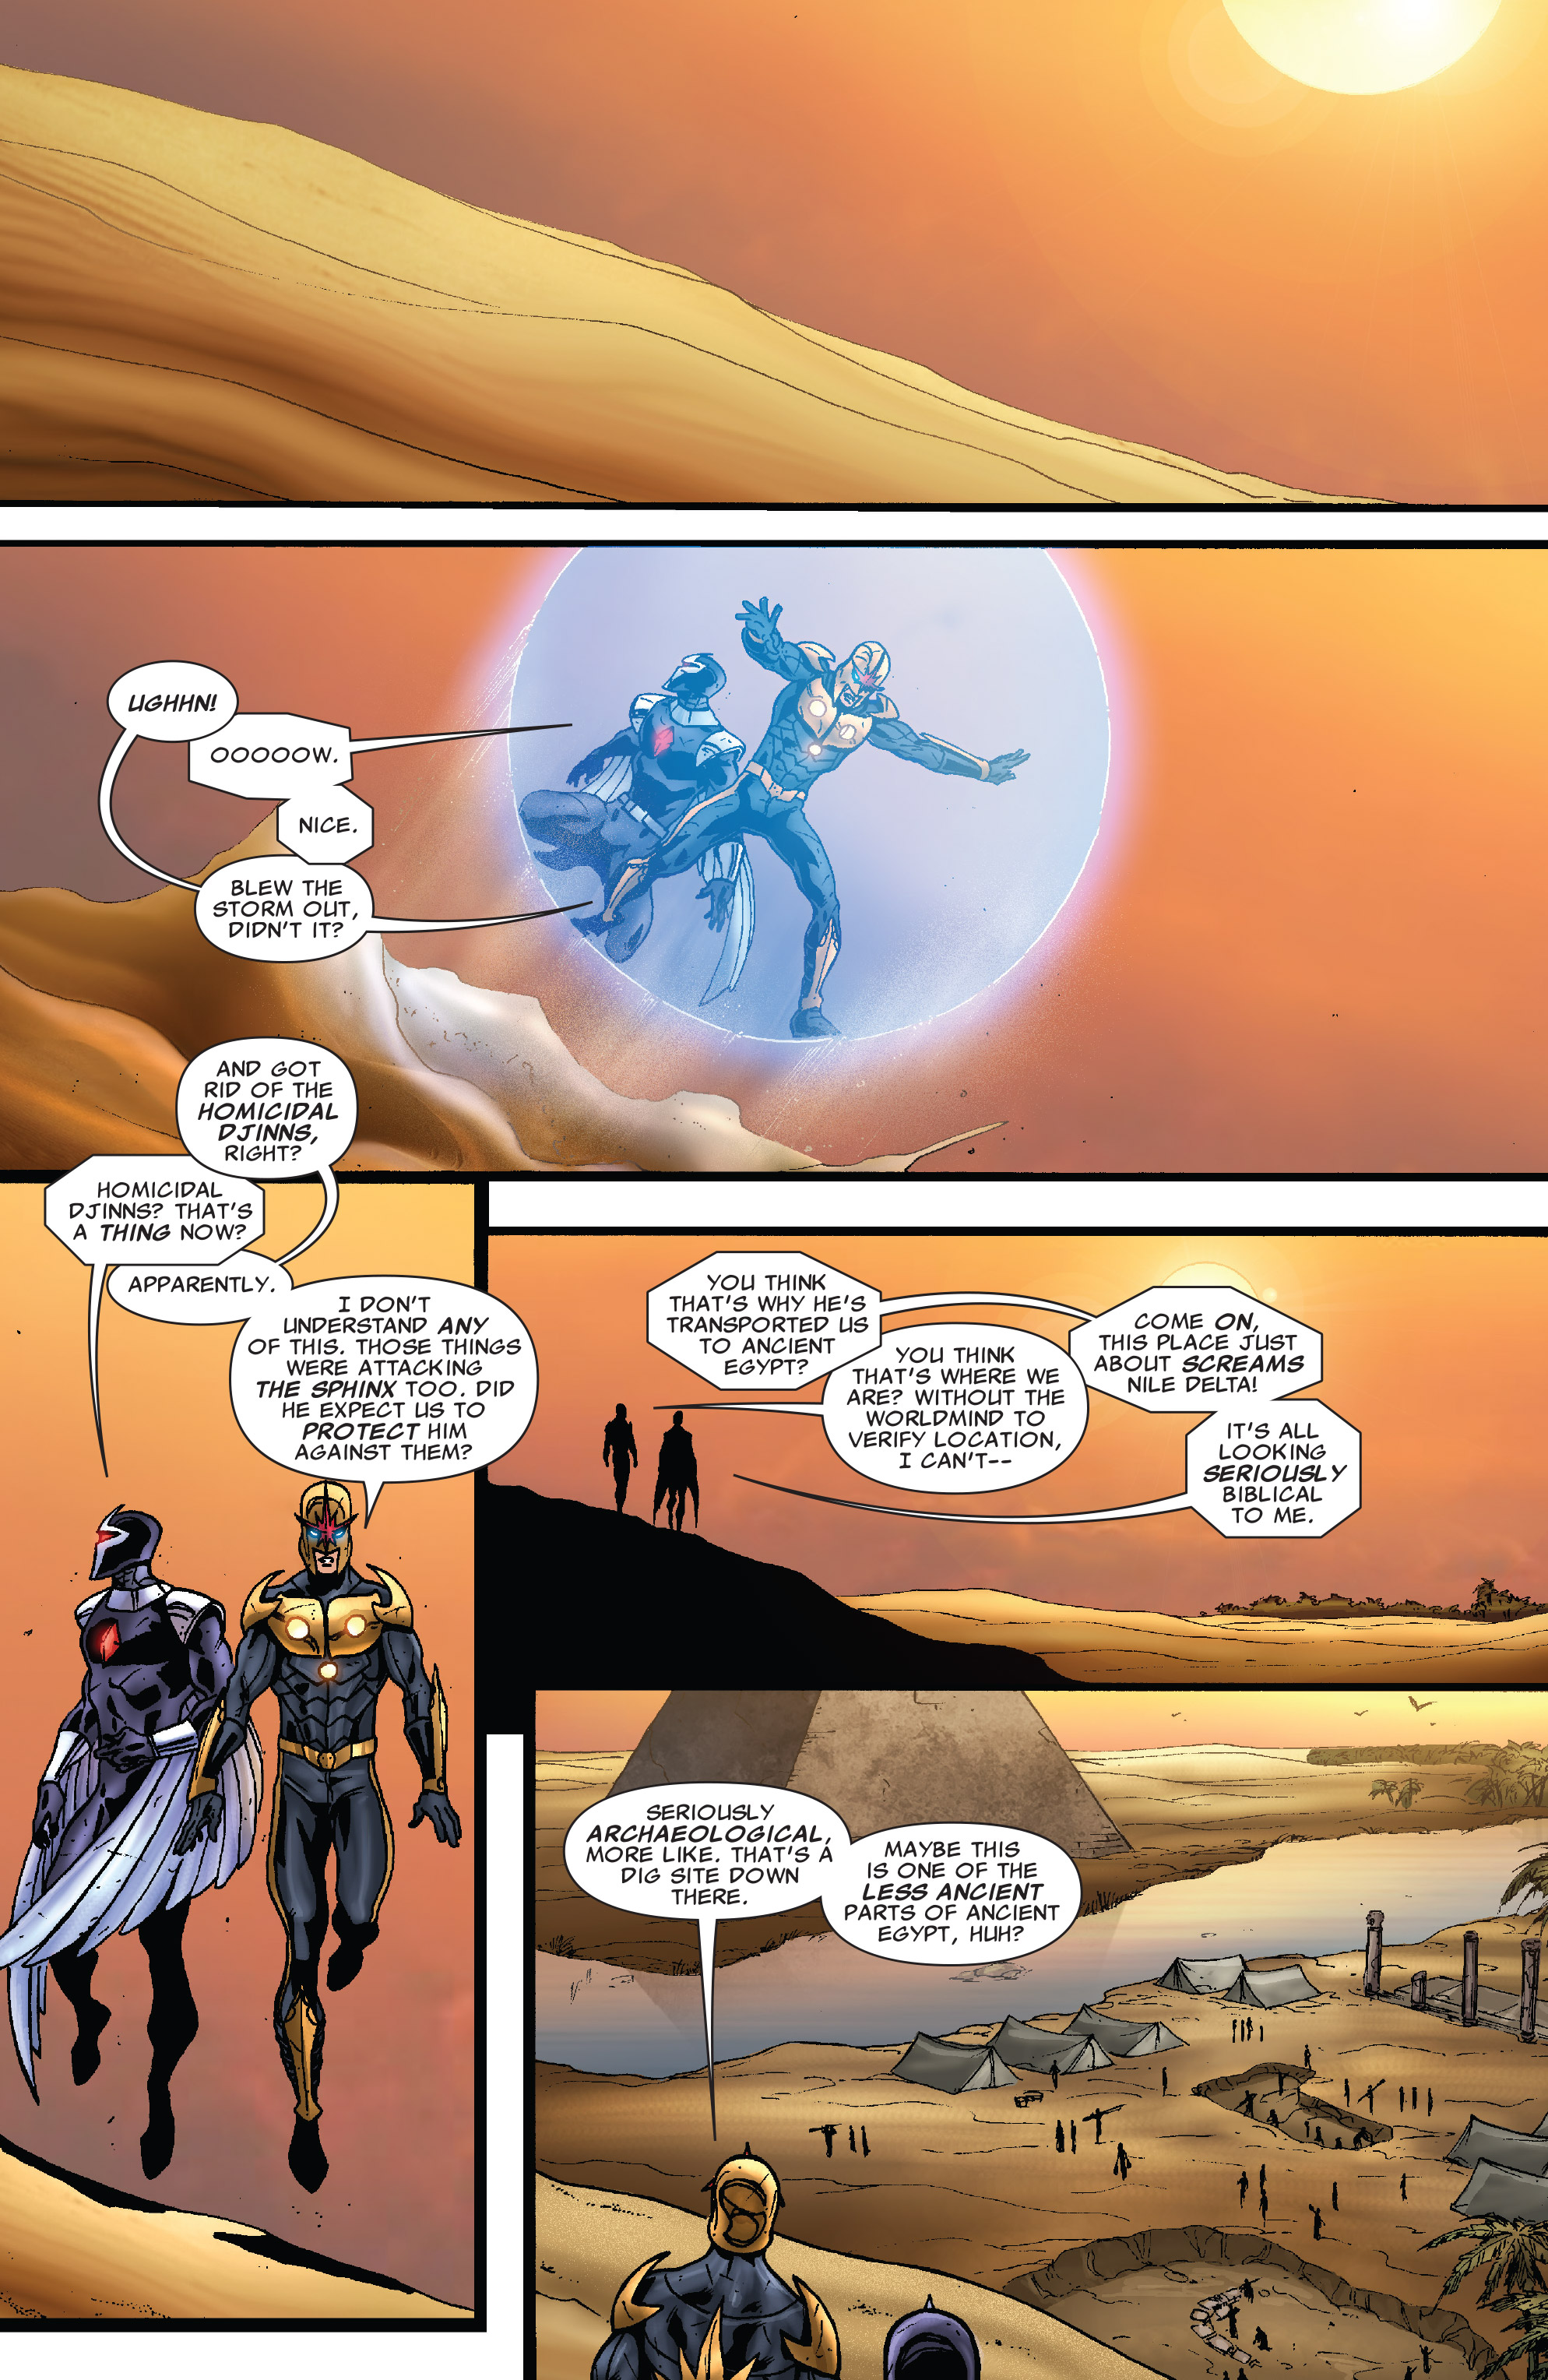 UGHHN!
OOOOOW.
NICE.
BLEW THE
STORM OUT,
DIDN'T IT?
AND GOT
RID OF THE
HOMICIDAL
DJINNS,
RIGHT?
HOMICIDAL
DJINNS? THAT'S
A THING NOW?
APPARENTLY.
I DON'T
UNDERSTAND ANY
OF THIS. THOSE THINGS
WERE ATTACKING
THE SPHINX TOO. DID
HE EXPECT US TO
PROTECT HIM
AGAINST THEM?
YOU THINK
THAT'S WHY HE'S
TRANSPORTED US
TO ANCIENT
EGYPT?
YOU THINK
THAT'S WHERE WE
ARE? WITHOUT THE
WORLDMIND TO
VERIFY LOCATION,
I CAN'T--
COME ON,
THIS PLACE JUST
ABOUT SCREAMS
NILE DELTA!
IT'S ALL
LOOKING
SERIOUSLY
BIBLICAL
TO ME.
SERIOUSLY
ARCHAEOLOGICAL,
MORE LIKE. THAT'S A
DIG SITE DOWN
THERE.
MAYBE THIS
IS ONE OF THE
LESS ANCIENT
PARTS OF ANCIENT
EGYPT, HUH?